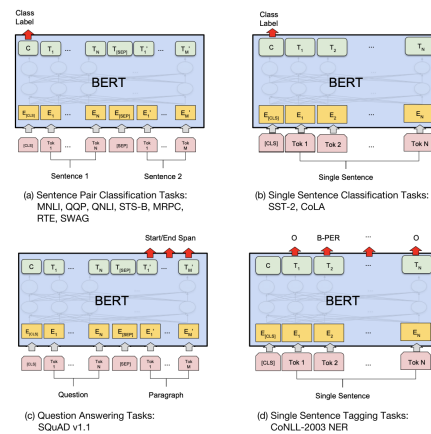 Class
Label
C T1 ... TN T[SEP] T1' ... TM'
BERT
E[CLS] E1 ... EN E[SEP] E1' ... EM'
[CLS] Tok 1 ... Tok N [SEP] Tok 1 ... Tok M
Sentence 1 Sentence 2
(a) Sentence Pair Classification Tasks:
MNLI, QQP, QNLI, STS-B, MRPC,
RTE, SWAG
Class
Label
C T1 T2 ... TN
BERT
E[CLS] E1 E2 ... EN
[CLS] Tok 1 Tok 2 ... Tok N
Single Sentence
(b) Single Sentence Classification Tasks:
SST-2, CoLA
Start/End Span
C T1 ... TN T[SEP] T1' ... TM'
BERT
E[CLS] E1 ... EN E[SEP] E1' ... EM'
[CLS] Tok 1 ... Tok N [SEP] Tok 1 ... Tok M
Question Paragraph
(c) Question Answering Tasks:
SQuAD v1.1
O B-PER ... O
C T1 T2 ... TN
BERT
E[CLS] E1 E2 ... EN
[CLS] Tok 1 Tok 2 ... Tok N
Single Sentence
(d) Single Sentence Tagging Tasks:
CoNLL-2003 NER